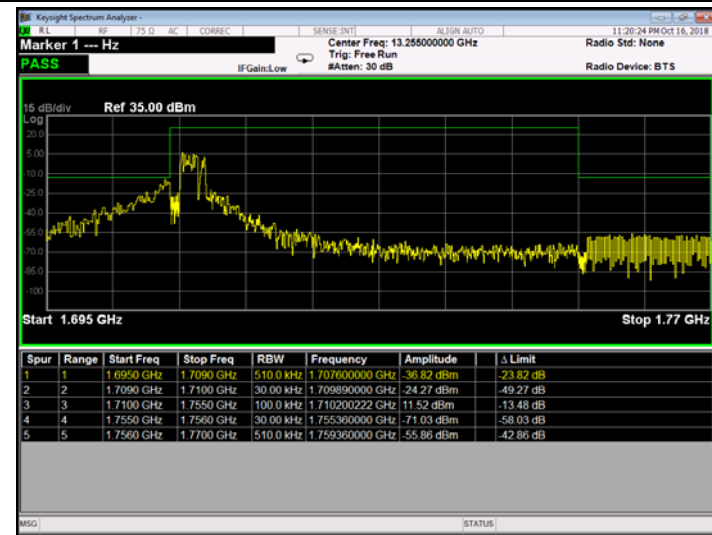 Keysight Spectrum Analyzer -
RL RF 75 Ω AC CORREC SENSE:INT ALIGN AUTO 11:20:24 PM Oct 16, 2018
Marker 1 --- Hz Center Freq: 13.255000000 GHz Radio Std: None
Trig: Free Run
PASS IFGain:Low #Atten: 30 dB Radio Device: BTS
15 dB/div Ref 35.00 dBm
Log
20.0
5.00
-10.0
-25.0
-40.0
-55.0
-70.0
-85.0
-100
Start 1.695 GHz Stop 1.77 GHz
Spur Range Start Freq Stop Freq RBW Frequency Amplitude Δ Limit
1 1 1.6950 GHz 1.7090 GHz 510.0 kHz 1.707600000 GHz -36.82 dBm -23.82 dB
2 2 1.7090 GHz 1.7100 GHz 30.00 kHz 1.709890000 GHz -24.27 dBm -49.27 dB
3 3 1.7100 GHz 1.7550 GHz 100.0 kHz 1.710200222 GHz 11.52 dBm -13.48 dB
4 4 1.7550 GHz 1.7560 GHz 30.00 kHz 1.755360000 GHz -71.03 dBm -58.03 dB
5 5 1.7560 GHz 1.7700 GHz 510.0 kHz 1.759360000 GHz -55.86 dBm -42.86 dB
MSG STATUS